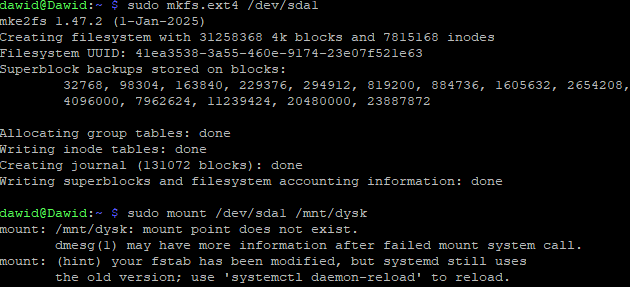 dawid@Dawid:~ $ sudo mkfs.ext4 /dev/sda1
mke2fs 1.47.2 (1-Jan-2025)
Creating filesystem with 31258368 4k blocks and 7815168 inodes
Filesystem UUID: 41ea3538-3a55-460e-9174-23e07f521e63
Superblock backups stored on blocks:
        32768, 98304, 163840, 229376, 294912, 819200, 884736, 1605632, 2654208,
        4096000, 7962624, 11239424, 20480000, 23887872

Allocating group tables: done
Writing inode tables: done
Creating journal (131072 blocks): done
Writing superblocks and filesystem accounting information: done

dawid@Dawid:~ $ sudo mount /dev/sda1 /mnt/dysk
mount: /mnt/dysk: mount point does not exist.
       dmesg(1) may have more information after failed mount system call.
mount: (hint) your fstab has been modified, but systemd still uses
       the old version; use 'systemctl daemon-reload' to reload.